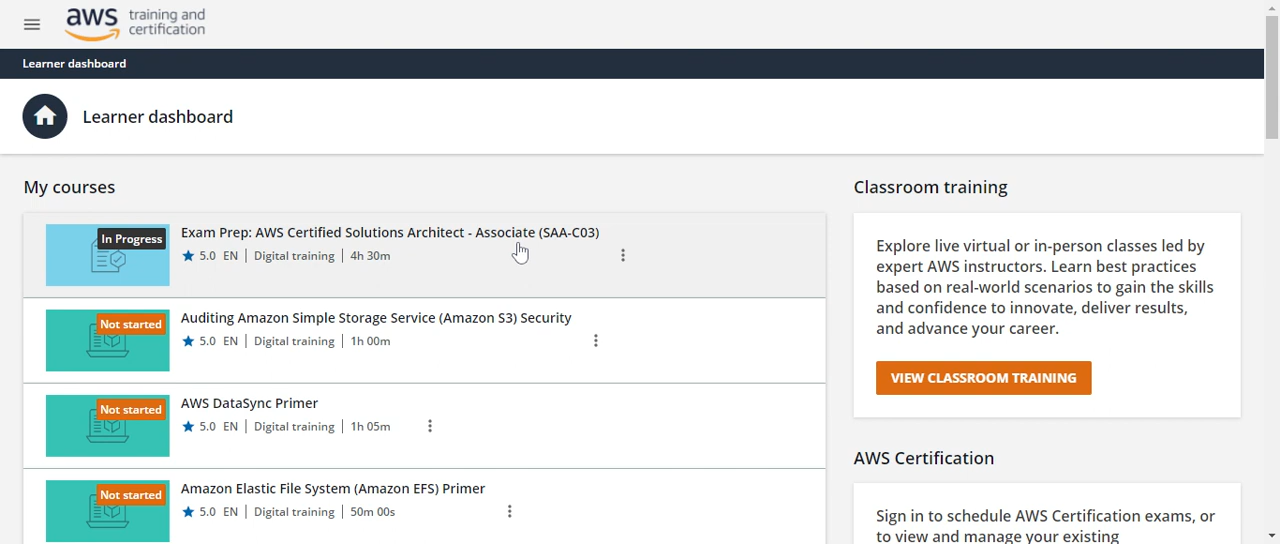 aws training and
certification
Learner dashboard
Learner dashboard
My courses
In Progress
Exam Prep: AWS Certified Solutions Architect - Associate (SAA-C03)
5.0 EN | Digital training | 4h 30m
Not started
Auditing Amazon Simple Storage Service (Amazon S3) Security
5.0 EN | Digital training | 1h 00m
Not started
AWS DataSync Primer
5.0 EN | Digital training | 1h 05m
Not started
Amazon Elastic File System (Amazon EFS) Primer
5.0 EN | Digital training | 50m 00s
Classroom training
Explore live virtual or in-person classes led by
expert AWS instructors. Learn best practices
based on real-world scenarios to gain the skills
and confidence to innovate, deliver results,
and advance your career.
VIEW CLASSROOM TRAINING
AWS Certification
Sign in to schedule AWS Certification exams, or
to view and manage your existing